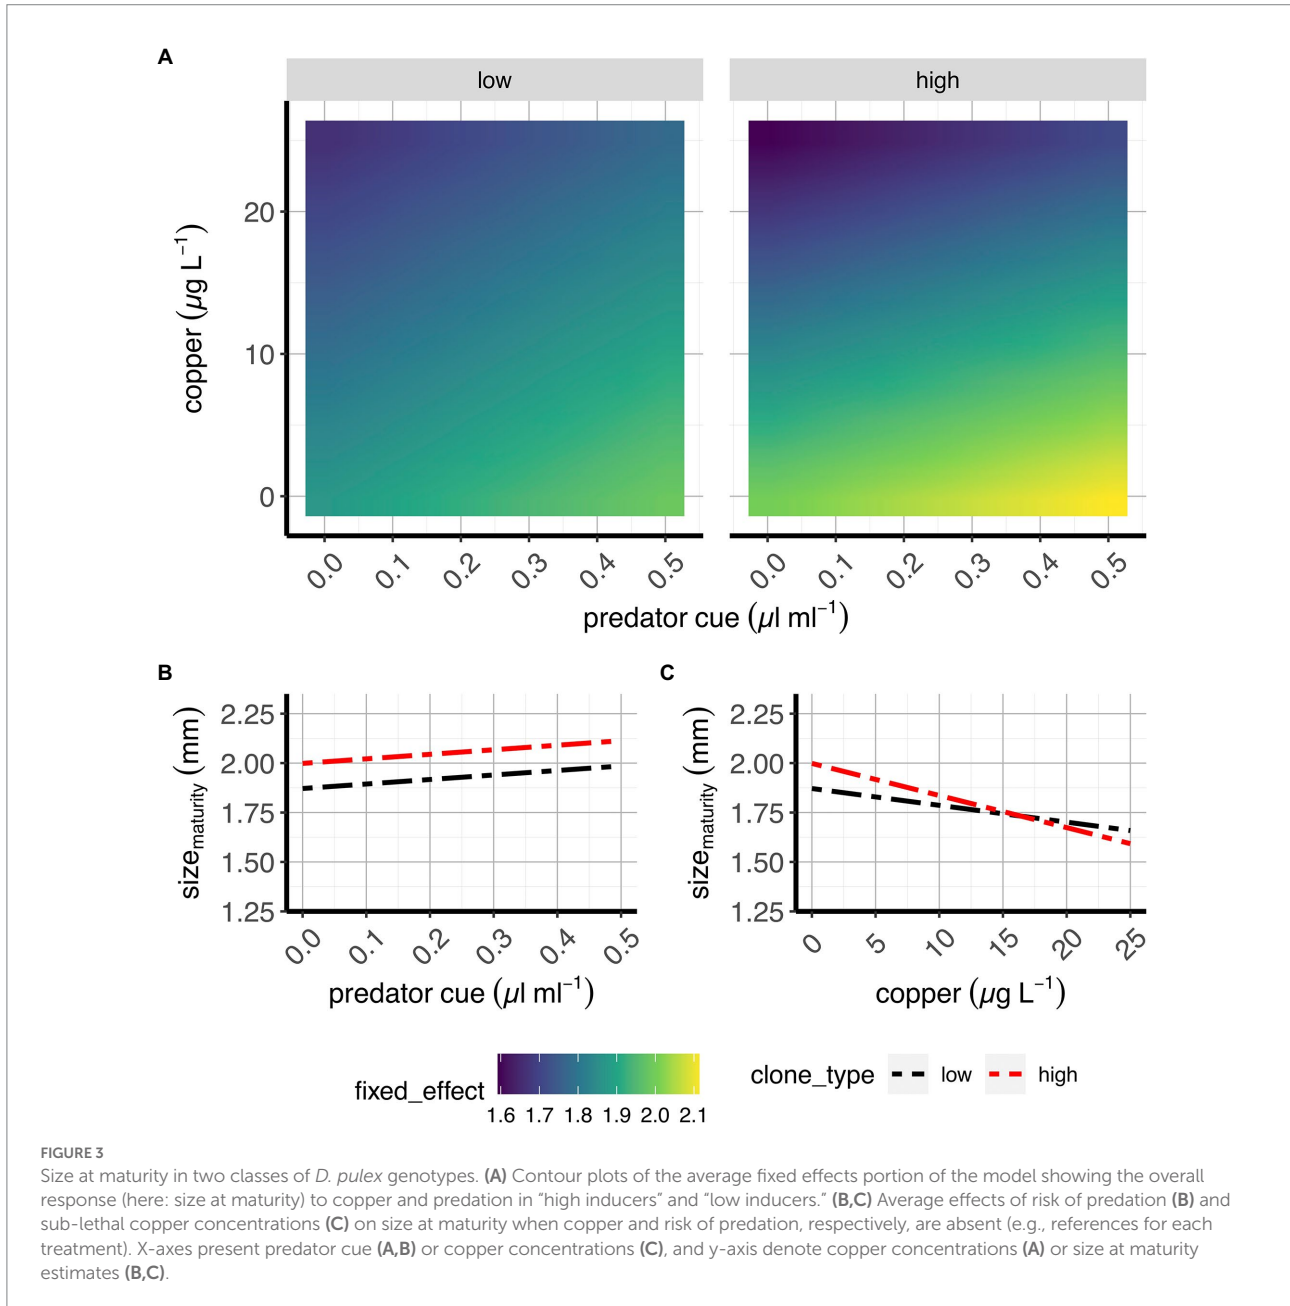 A
low
high
copper (µg L⁻¹)
20
10
0
0.0 0.1 0.2 0.3 0.4 0.5
0.0 0.1 0.2 0.3 0.4 0.5
predator cue (µl ml⁻¹)
B
size_maturity (mm)
2.25
2.00
1.75
1.50
1.25
0.0 0.1 0.2 0.3 0.4 0.5
predator cue (µl ml⁻¹)
C
size_maturity (mm)
2.25
2.00
1.75
1.50
1.25
0 5 10 15 20 25
copper (µg L⁻¹)
fixed_effect
1.6 1.7 1.8 1.9 2.0 2.1
clone_type low high
FIGURE 3
Size at maturity in two classes of D. pulex genotypes. (A) Contour plots of the average fixed effects portion of the model showing the overall
response (here: size at maturity) to copper and predation in “high inducers” and “low inducers.” (B,C) Average effects of risk of predation (B) and
sub-lethal copper concentrations (C) on size at maturity when copper and risk of predation, respectively, are absent (e.g., references for each
treatment). X-axes present predator cue (A,B) or copper concentrations (C), and y-axis denote copper concentrations (A) or size at maturity
estimates (B,C).